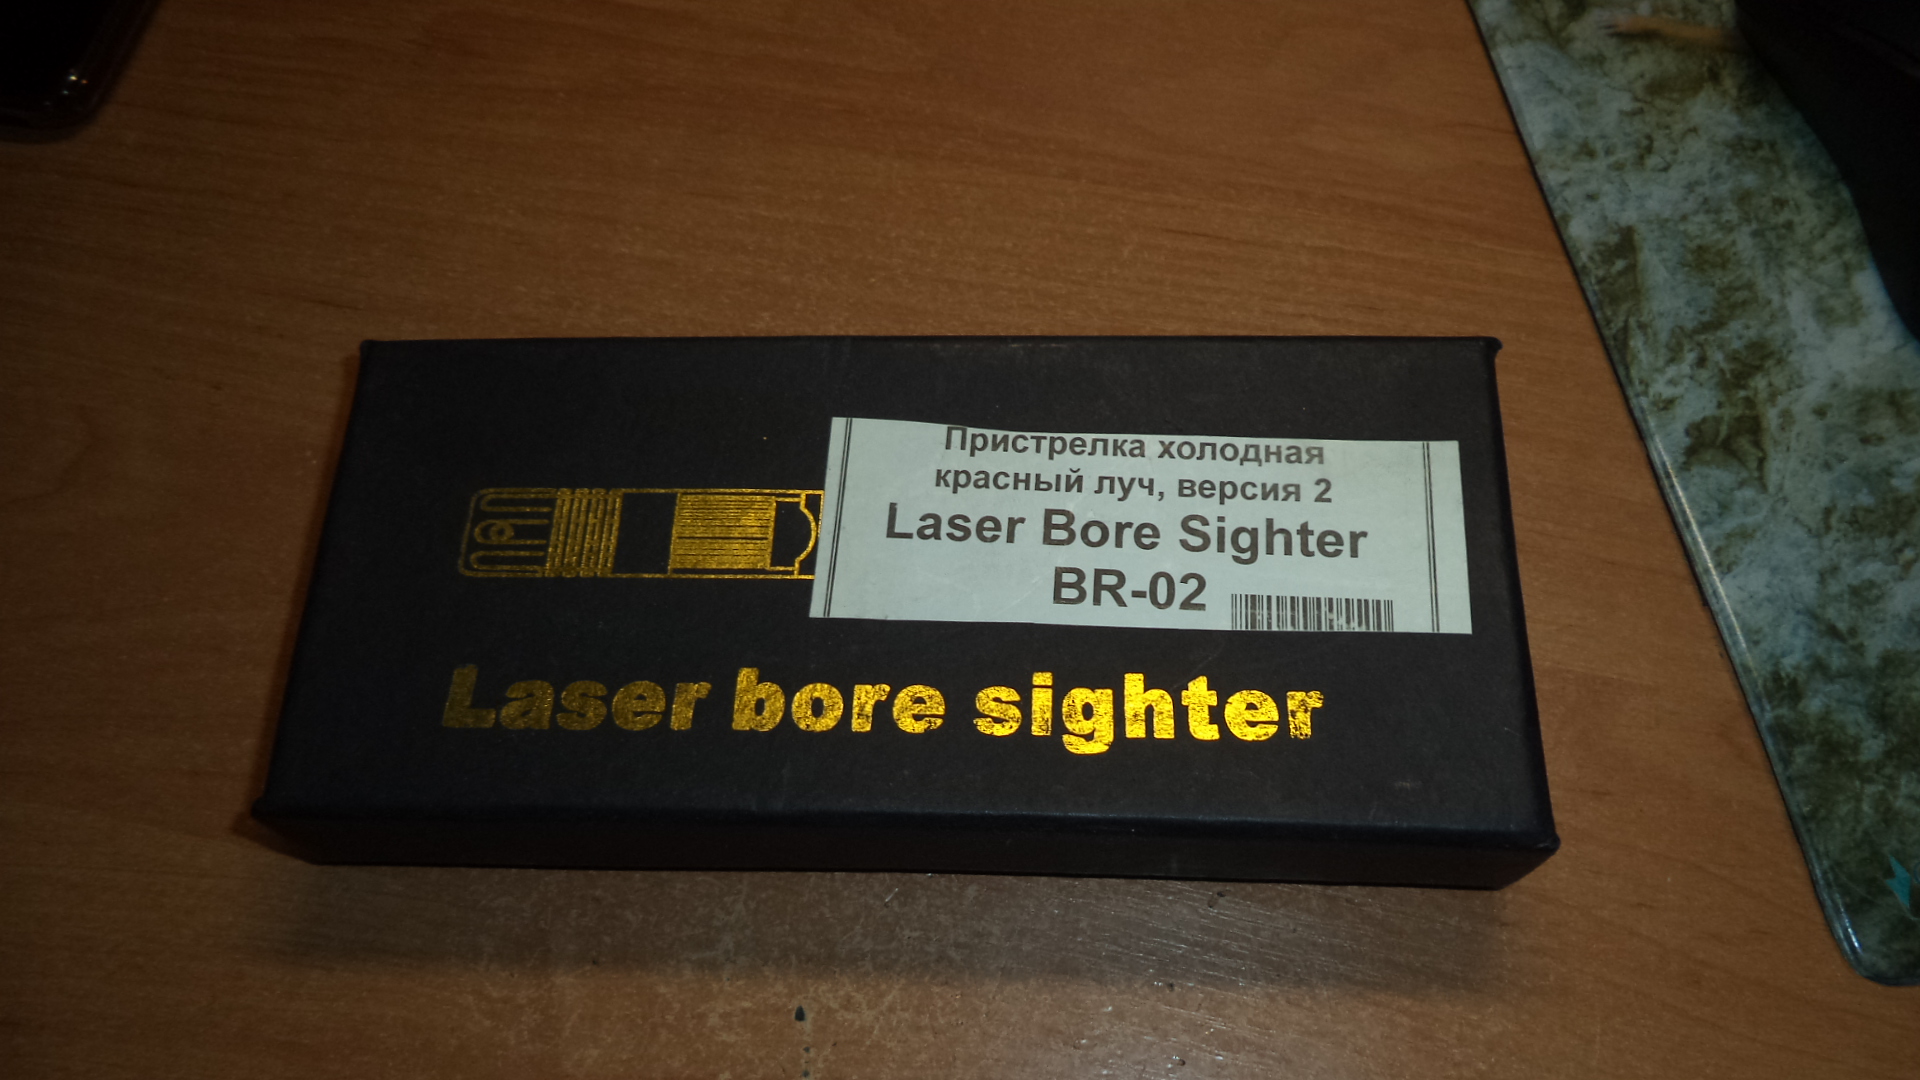 Пристрелка холодная
красный луч, версия 2
Laser Bore Sighter
BR-02
Laser bore sighter